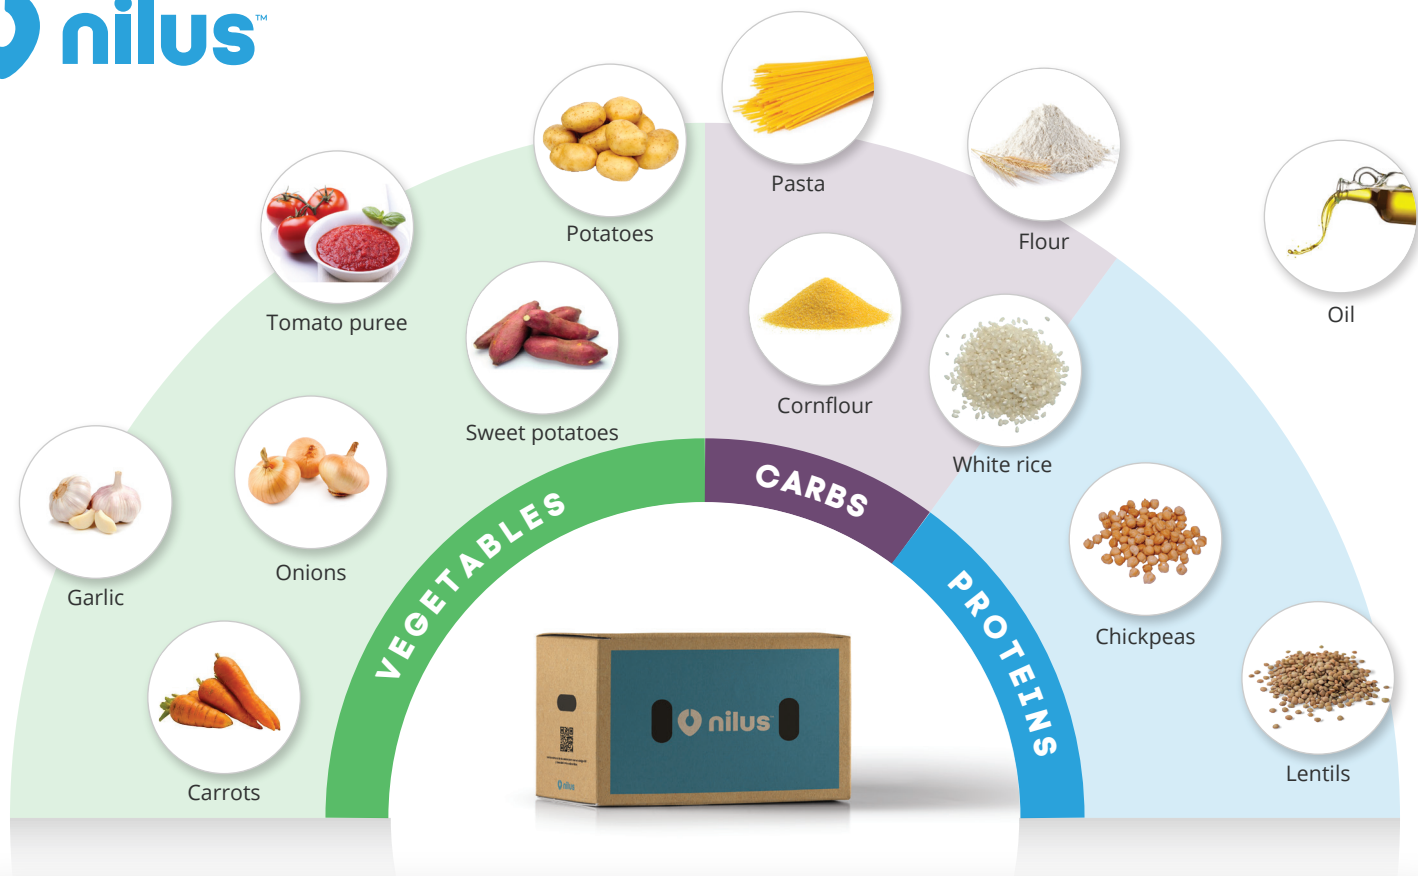 nilus™
Potatoes
Pasta
Flour
Tomato puree
Oil
Sweet potatoes
Cornflour
White rice
Garlic
Onions
Chickpeas
Carrots
Lentils
VEGETABLES
CARBS
PROTEINS
nilus
nilus